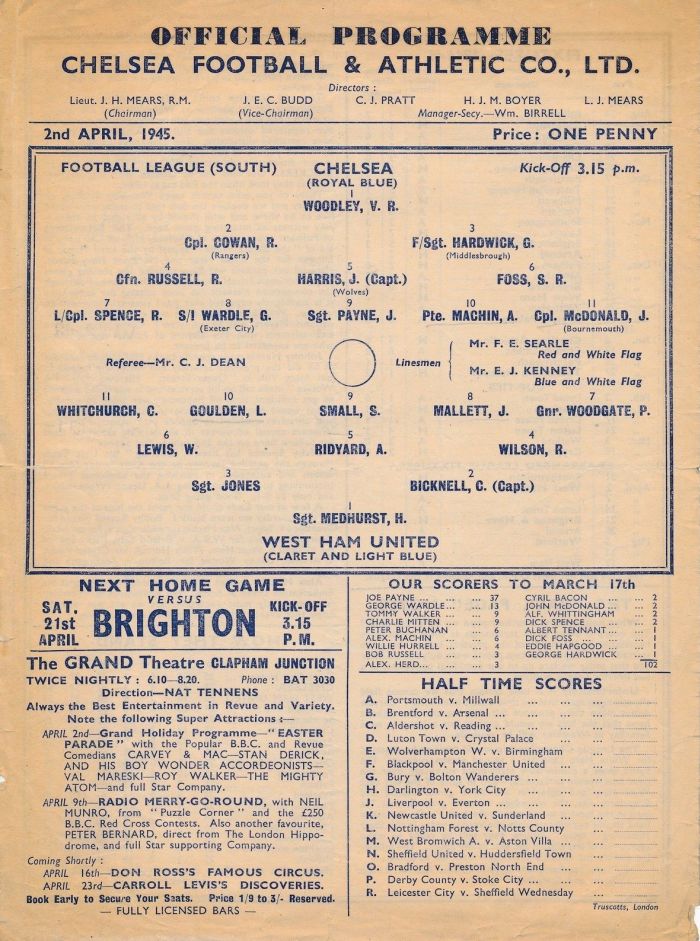 OFFICIAL PROGRAMME
CHELSEA FOOTBALL & ATHLETIC CO., LTD.
Directors :
Lieut. J. H. MEARS, R.M. J. E. C. BUDD C. J. PRATT H. J. M. BOYER L. J. MEARS
(Chairman) (Vice-Chairman) Manager-Secy.—Wm. BIRRELL
2nd APRIL, 1945. Price: ONE PENNY
FOOTBALL LEAGUE (SOUTH) CHELSEA Kick-Off 3.15 p.m.
(ROYAL BLUE)
1
WOODLEY, V. R.
2 3
Cpl. COWAN, R. F/Sgt. HARDWICK, G.
(Rangers) (Middlesbrough)
4 5 6
Cfn. RUSSELL, R. HARRIS, J. (Capt.) FOSS, S. R.
(Wolves)
7 8 9 10 11
L/Cpl. SPENCE, R. S/I WARDLE, G. Sgt. PAYNE, J. Pte. MACHIN, A. Cpl. McDONALD, J.
(Exeter City) (Bournemouth)
Referee—Mr. C. J. DEAN Linesmen
Mr. F. E. SEARLE
Red and White Flag
Mr. E. J. KENNEY
Blue and White Flag
11 10 9 8 7
WHITCHURCH, C. GOULDEN, L. SMALL, S. MALLETT, J. Gnr. WOODGATE, P.
6 5 4
LEWIS, W. RIDYARD, A. WILSON, R.
3 2
Sgt. JONES BICKNELL, C. (Capt.)
1
Sgt. MEDHURST, H.
WEST HAM UNITED
(CLARET AND LIGHT BLUE)
NEXT HOME GAME
VERSUS
SAT. 21st APRIL BRIGHTON KICK-OFF 3.15 P.M.
The GRAND Theatre CLAPHAM JUNCTION
TWICE NIGHTLY : 6.10—8.20. Phone : BAT 3030
Direction—NAT TENNENS
Always the Best Entertainment in Revue and Variety.
Note the following Super Attractions :—
APRIL 2nd—Grand Holiday Programme—"EASTER
PARADE" with the Popular B.B.C. and Revue
Comedians CARVEY & MAC—STAN DERICK,
AND HIS BOY WONDER ACCORDEONISTS—
VAL MARESKI—ROY WALKER—THE MIGHTY
ATOM—and full Star Company.
APRIL 9th—RADIO MERRY-GO-ROUND, with NEIL
MUNRO, from "Puzzle Corner" and the £250
B.B.C. Red Cross Contests. Also another favourite,
PETER BERNARD, direct from The London Hippo-
drome, and full Star supporting Company.
Coming Shortly :
APRIL 16th—DON ROSS'S FAMOUS CIRCUS.
APRIL 23rd—CARROLL LEVIS'S DISCOVERIES.
Book Early to Secure Your Seats. Price 1/9 to 3/- Reserved.
— FULLY LICENSED BARS —
OUR SCORERS TO MARCH 17th
JOE PAYNE ... ... ... 37 CYRIL BACON ... ... 2
GEORGE WARDLE ... ... 13 JOHN McDONALD ... ... 2
TOMMY WALKER ... ... 9 ALF. WHITTINGHAM ... 2
CHARLIE MITTEN ... ... 9 DICK SPENCE ... ... 2
PETER BUCHANAN ... ... 6 ALBERT TENNANT ... ... 1
ALEX. MACHIN ... ... 6 DICK FOSS ... ... 1
WILLIE HURRELL ... ... 4 EDDIE HAPGOOD ... ... 1
BOB RUSSELL ... ... 3 GEORGE HARDWICK ... 1
ALEX. HERD ... ... ... 3 102
HALF TIME SCORES
A. Portsmouth v. Millwall ... ... ...
B. Brentford v. Arsenal ... ... ...
C. Aldershot v. Reading ... ... ...
D. Luton Town v. Crystal Palace ...
E. Wolverhampton W. v. Birmingham ...
F. Blackpool v. Manchester United ...
G. Bury v. Bolton Wanderers ... ...
H. Darlington v. York City ... ...
J. Liverpool v. Everton ... ... ...
K. Newcastle United v. Sunderland ...
L. Nottingham Forest v. Notts County ...
M. West Bromwich A. v. Aston Villa ... ...
N. Sheffield United v. Huddersfield Town ...
O. Bradford v. Preston North End ... ...
P. Derby County v. Stoke City ... ...
R. Leicester City v. Sheffield Wednesday ...
Truscotts, London